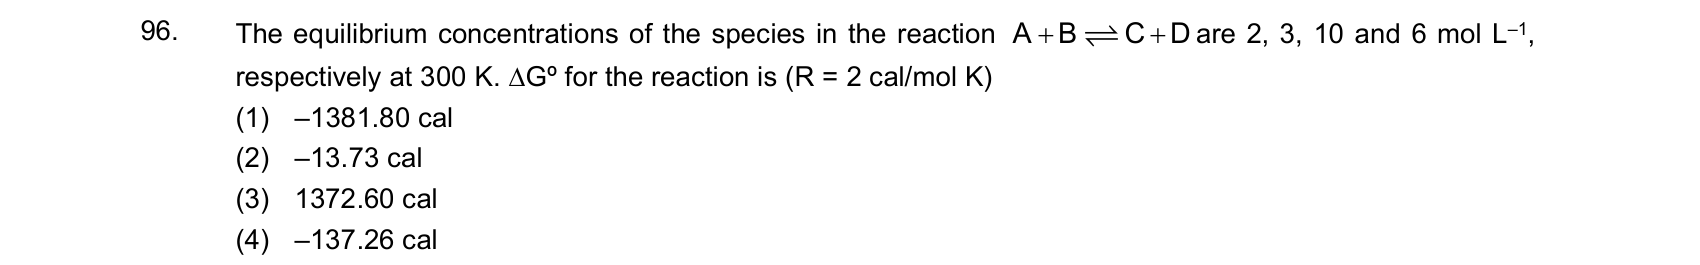 96. The equilibrium concentrations of the species in the reaction A+B⇌C+D are 2, 3, 10 and 6 mol L⁻¹,
respectively at 300 K. ΔGº for the reaction is (R = 2 cal/mol K)
(1) –1381.80 cal
(2) –13.73 cal
(3) 1372.60 cal
(4) –137.26 cal